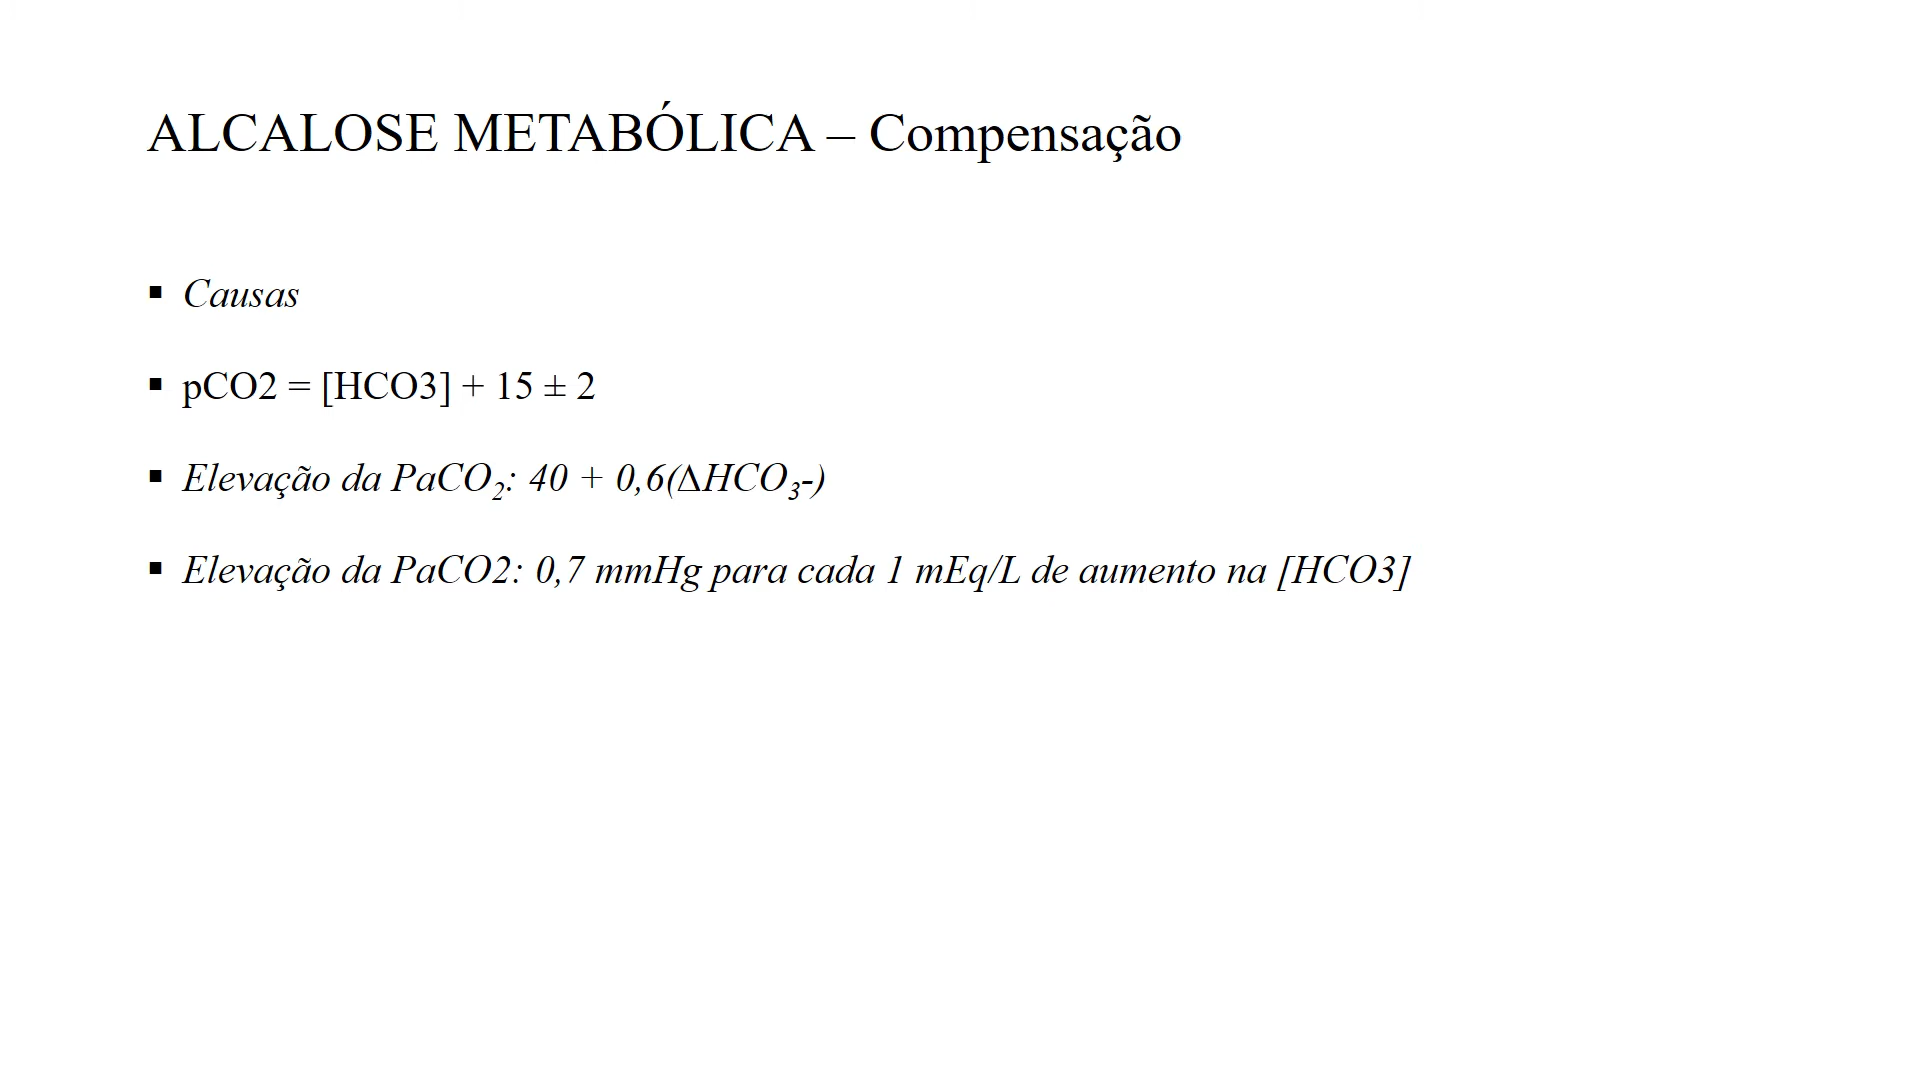 ALCALOSE METABÓLICA – Compensação
▪ Causas
▪ pCO2 = [HCO3] + 15 ± 2
▪ Elevação da PaCO₂: 40 + 0,6(ΔHCO₃-)
▪ Elevação da PaCO2: 0,7 mmHg para cada 1 mEq/L de aumento na [HCO3]